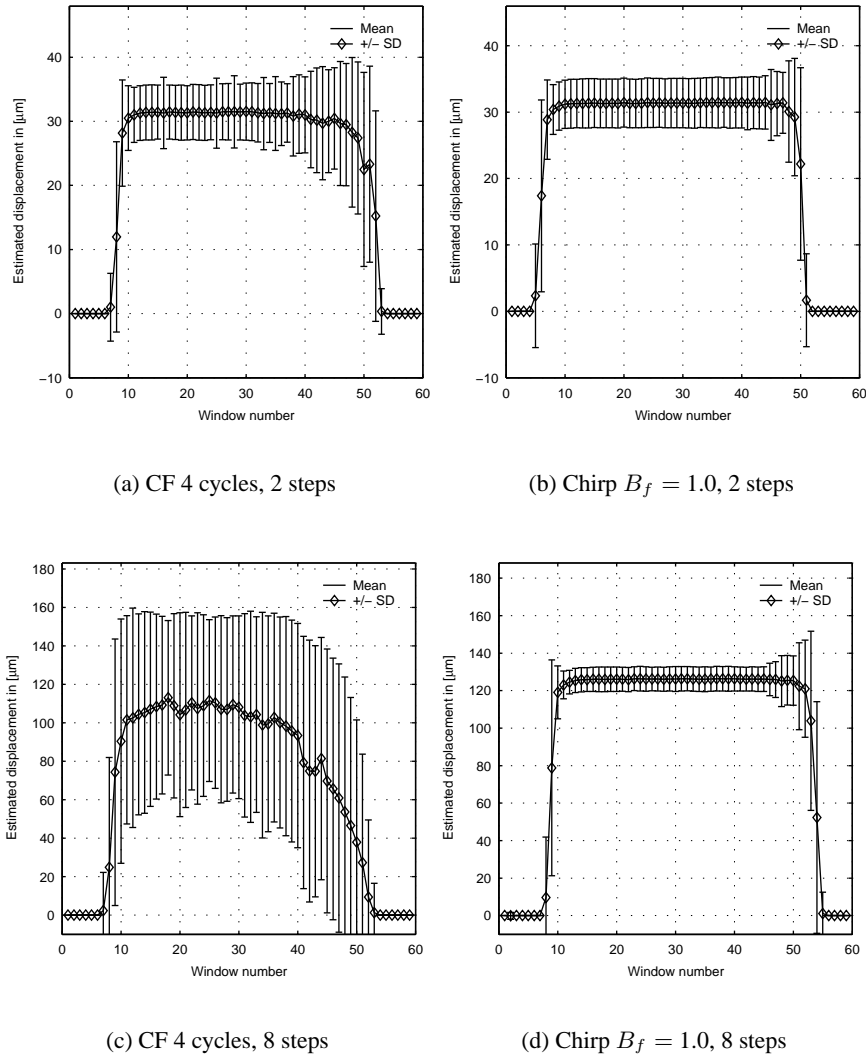 Mean
+/− SD
40
30
20
10
0
−10
Estimated displacement in [µm]
0 10 20 30 40 50 60
Window number
(a) CF 4 cycles, 2 steps
Mean
+/− SD
40
30
20
10
0
−10
Estimated displacement in [µm]
0 10 20 30 40 50 60
Window number
(b) Chirp B_f = 1.0, 2 steps
Mean
+/− SD
180
160
140
120
100
80
60
40
20
0
Estimated displacement in [µm]
0 10 20 30 40 50 60
Window number
(c) CF 4 cycles, 8 steps
Mean
+/− SD
180
160
140
120
100
80
60
40
20
0
Estimated displacement in [µm]
0 10 20 30 40 50 60
Window number
(d) Chirp B_f = 1.0, 8 steps